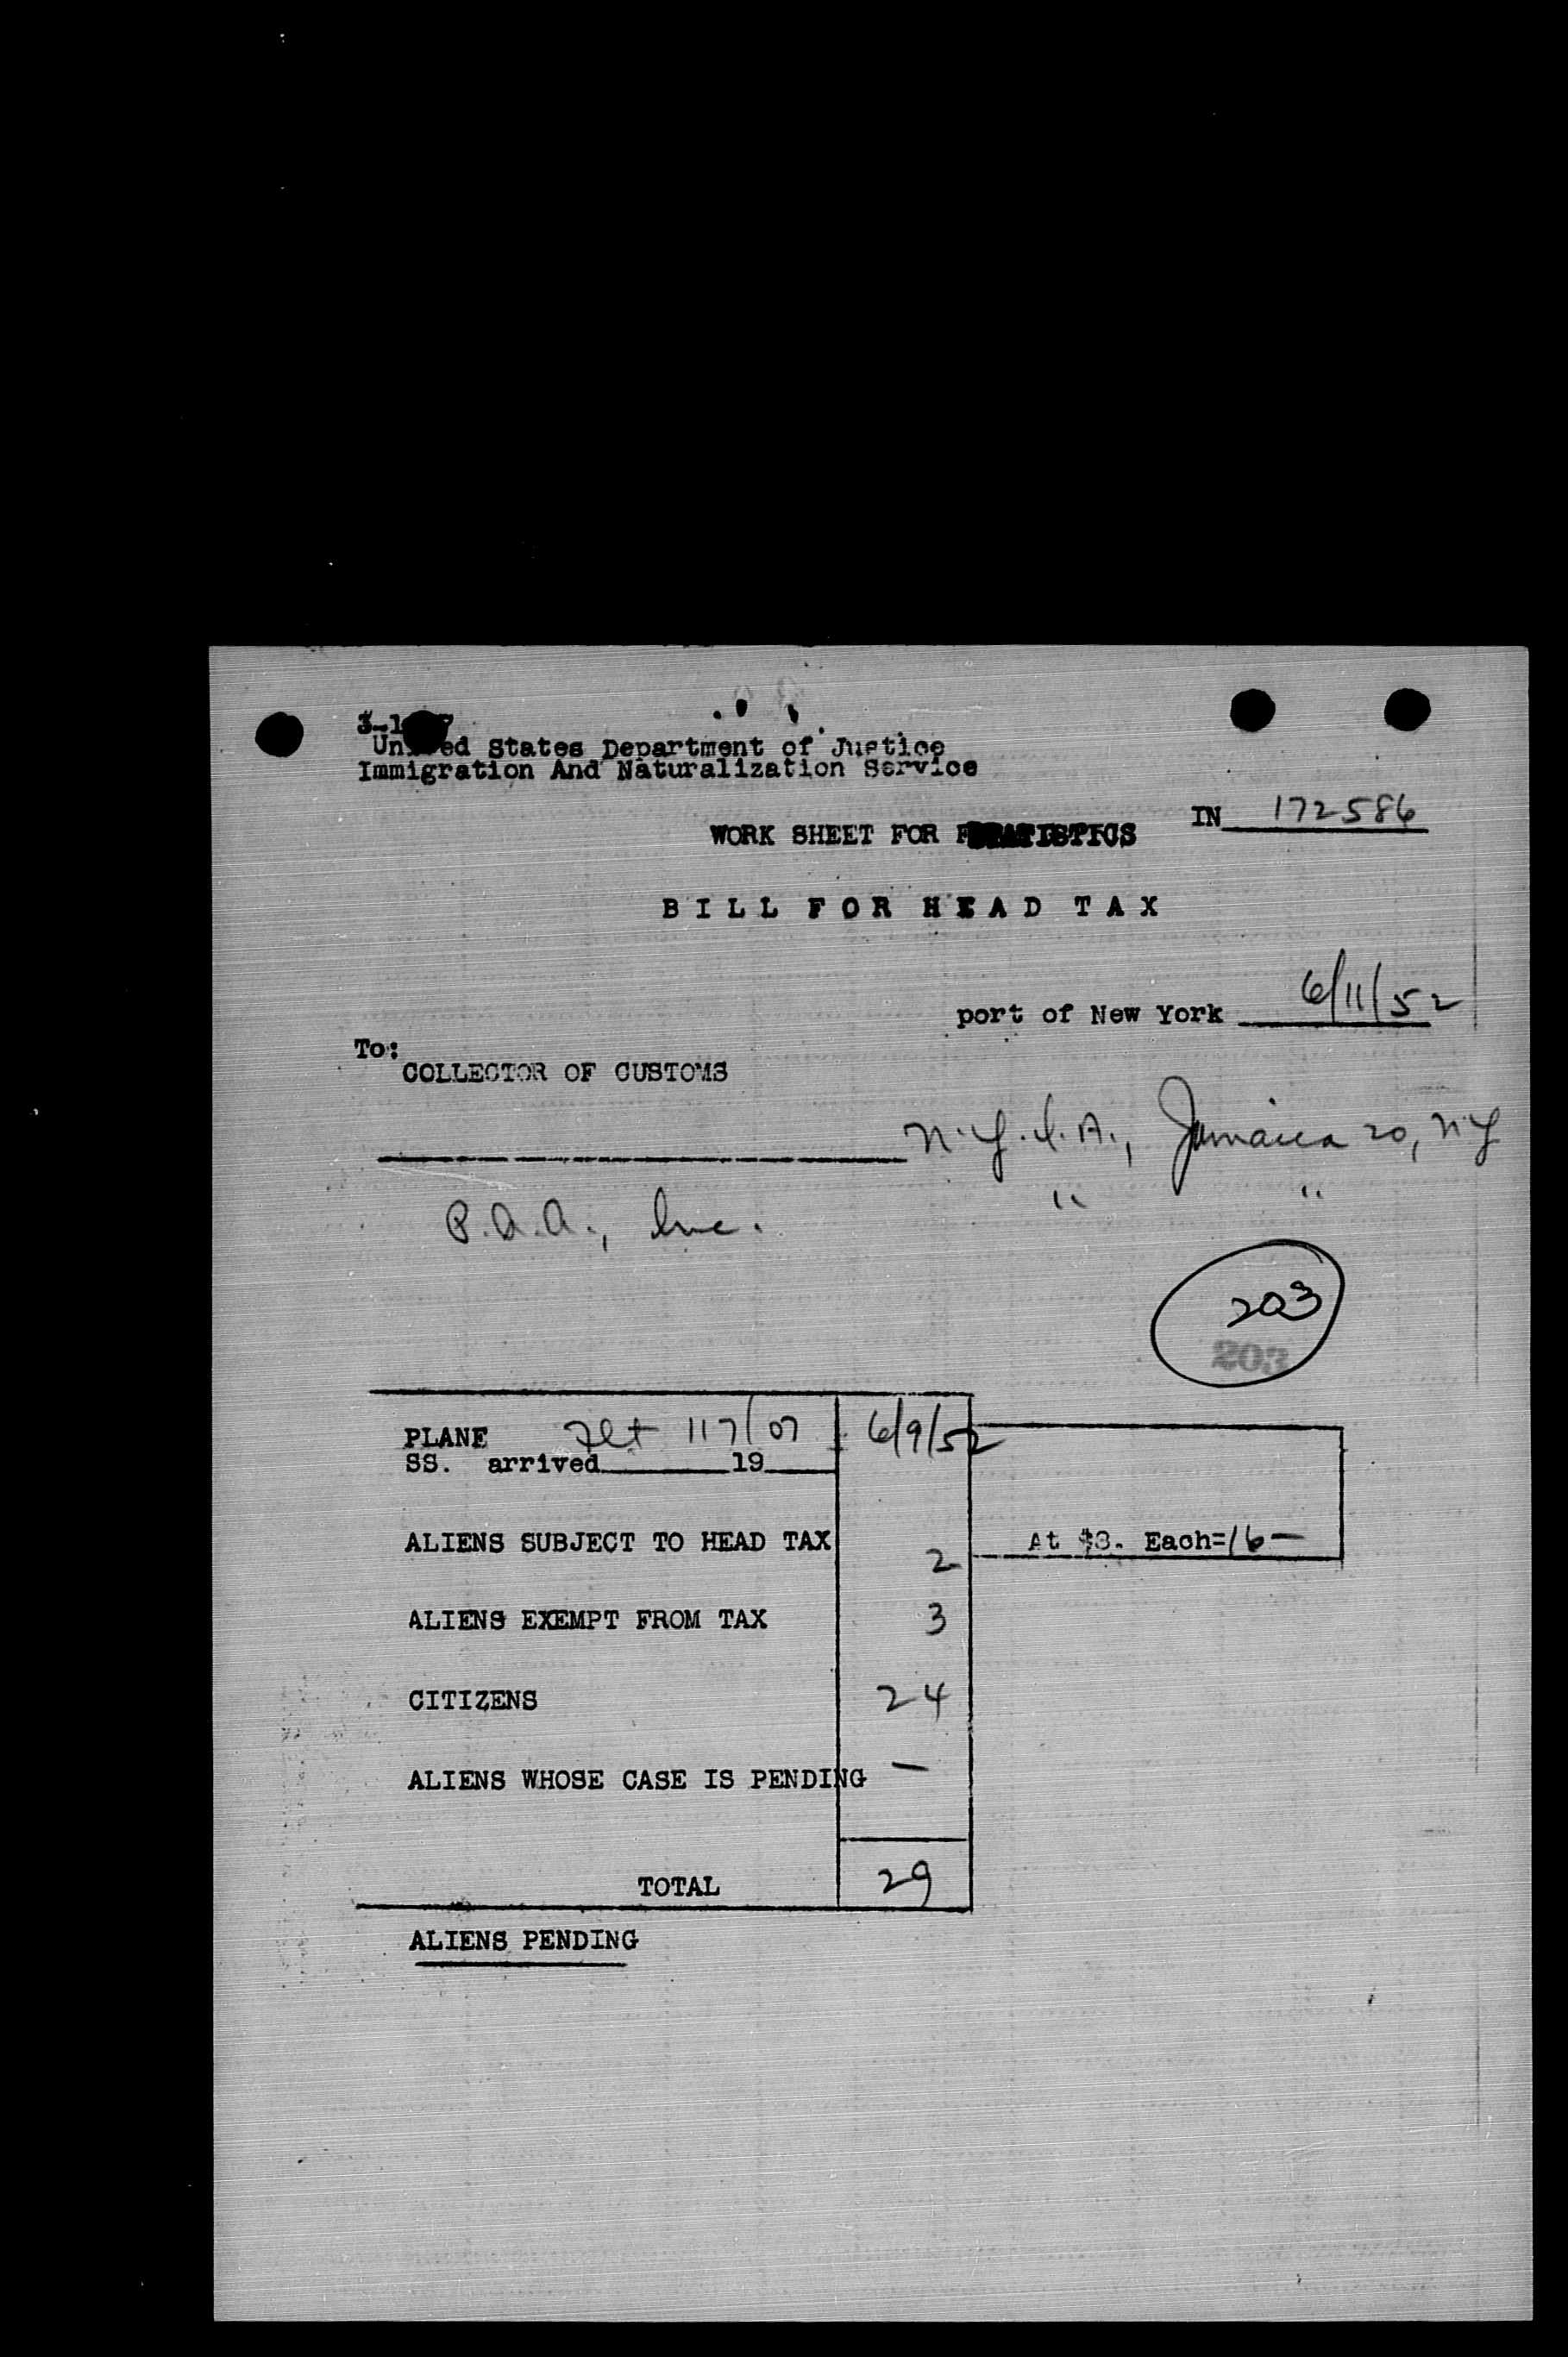 United States Department of Justice
Immigration And Naturalization Service
IN 172586
WORK SHEET FOR STATISTICS
BILL FOR HEAD TAX
port of New York 6/11/52
To:
COLLECTOR OF CUSTOMS
N.Y.I.A., Jamaica 20, NY
P.A.A., Inc. " "
203
203
PLANE Flt 117/07 6/9/52
SS. arrived 19
ALIENS SUBJECT TO HEAD TAX 2 At $8. Each=16—
ALIENS EXEMPT FROM TAX 3
CITIZENS 24
ALIENS WHOSE CASE IS PENDING —
TOTAL 29
ALIENS PENDING